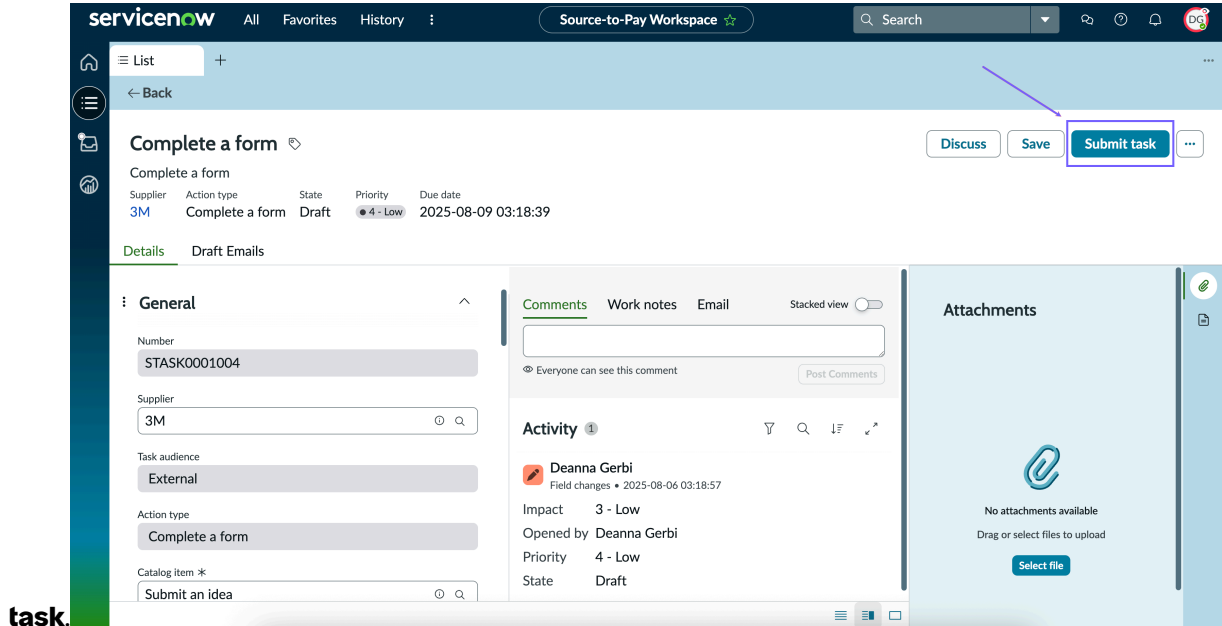 servicenow All Favorites History Source-to-Pay Workspace Search DG
List
Back
Complete a form Discuss Save Submit task
Complete a form
Supplier Action type State Priority Due date
3M Complete a form Draft 4 - Low 2025-08-09 03:18:39
Details Draft Emails
General
Number
STASK0001004
Supplier
3M
Task audience
External
Action type
Complete a form
Catalog item *
Submit an idea
Comments Work notes Email Stacked view
Everyone can see this comment Post Comments
Activity 1
Deanna Gerbi
Field changes • 2025-08-06 03:18:57
Impact 3 - Low
Opened by Deanna Gerbi
Priority 4 - Low
State Draft
Attachments
No attachments available
Drag or select files to upload
Select file
task.